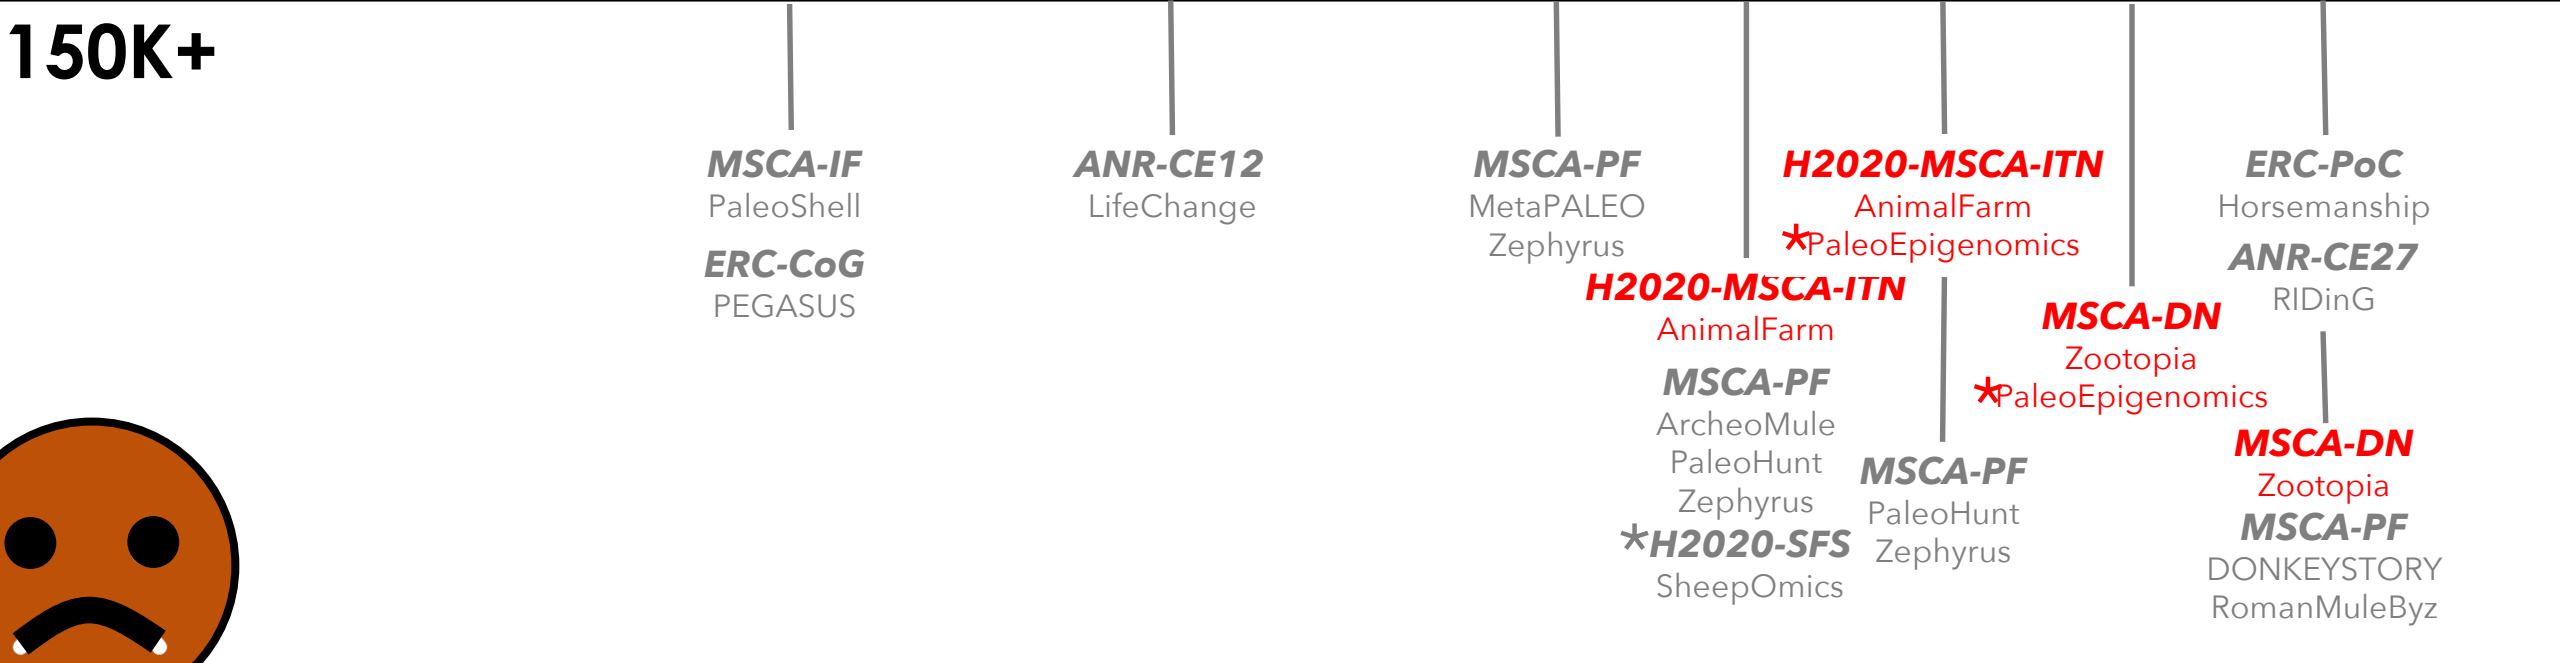 150K+
MSCA-IF
PaleoShell
ERC-CoG
PEGASUS
ANR-CE12
LifeChange
MSCA-PF
MetaPALEO
Zephyrus
H2020-MSCA-ITN
AnimalFarm
MSCA-PF
ArcheoMule
PaleoHunt
Zephyrus
*H2020-SFS
SheepOmics
H2020-MSCA-ITN
AnimalFarm
*PaleoEpigenomics
MSCA-PF
PaleoHunt
Zephyrus
MSCA-DN
Zootopia
*PaleoEpigenomics
ERC-PoC
Horsemanship
ANR-CE27
RIDinG
MSCA-DN
Zootopia
MSCA-PF
DONKEYSTORY
RomanMuleByz